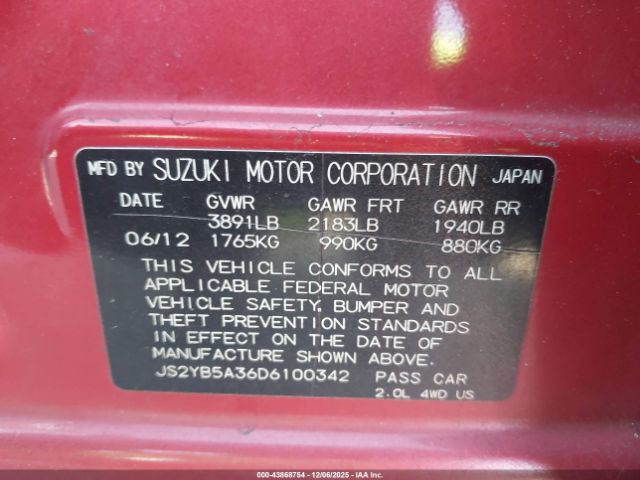 MFD BY SUZUKI MOTOR CORPORATION JAPAN
DATE GVWR GAWR FRT GAWR RR
3891LB 2183LB 1940LB
06/12 1765KG 990KG 880KG
THIS VEHICLE CONFORMS TO ALL
APPLICABLE FEDERAL MOTOR
VEHICLE SAFETY, BUMPER AND
THEFT PREVENTION STANDARDS
IN EFFECT ON THE DATE OF
MANUFACTURE SHOWN ABOVE.
JS2YB5A36D6100342 PASS CAR
2.0L 4WD US
000-43868754 - 12/06/2025 - IAA Inc.